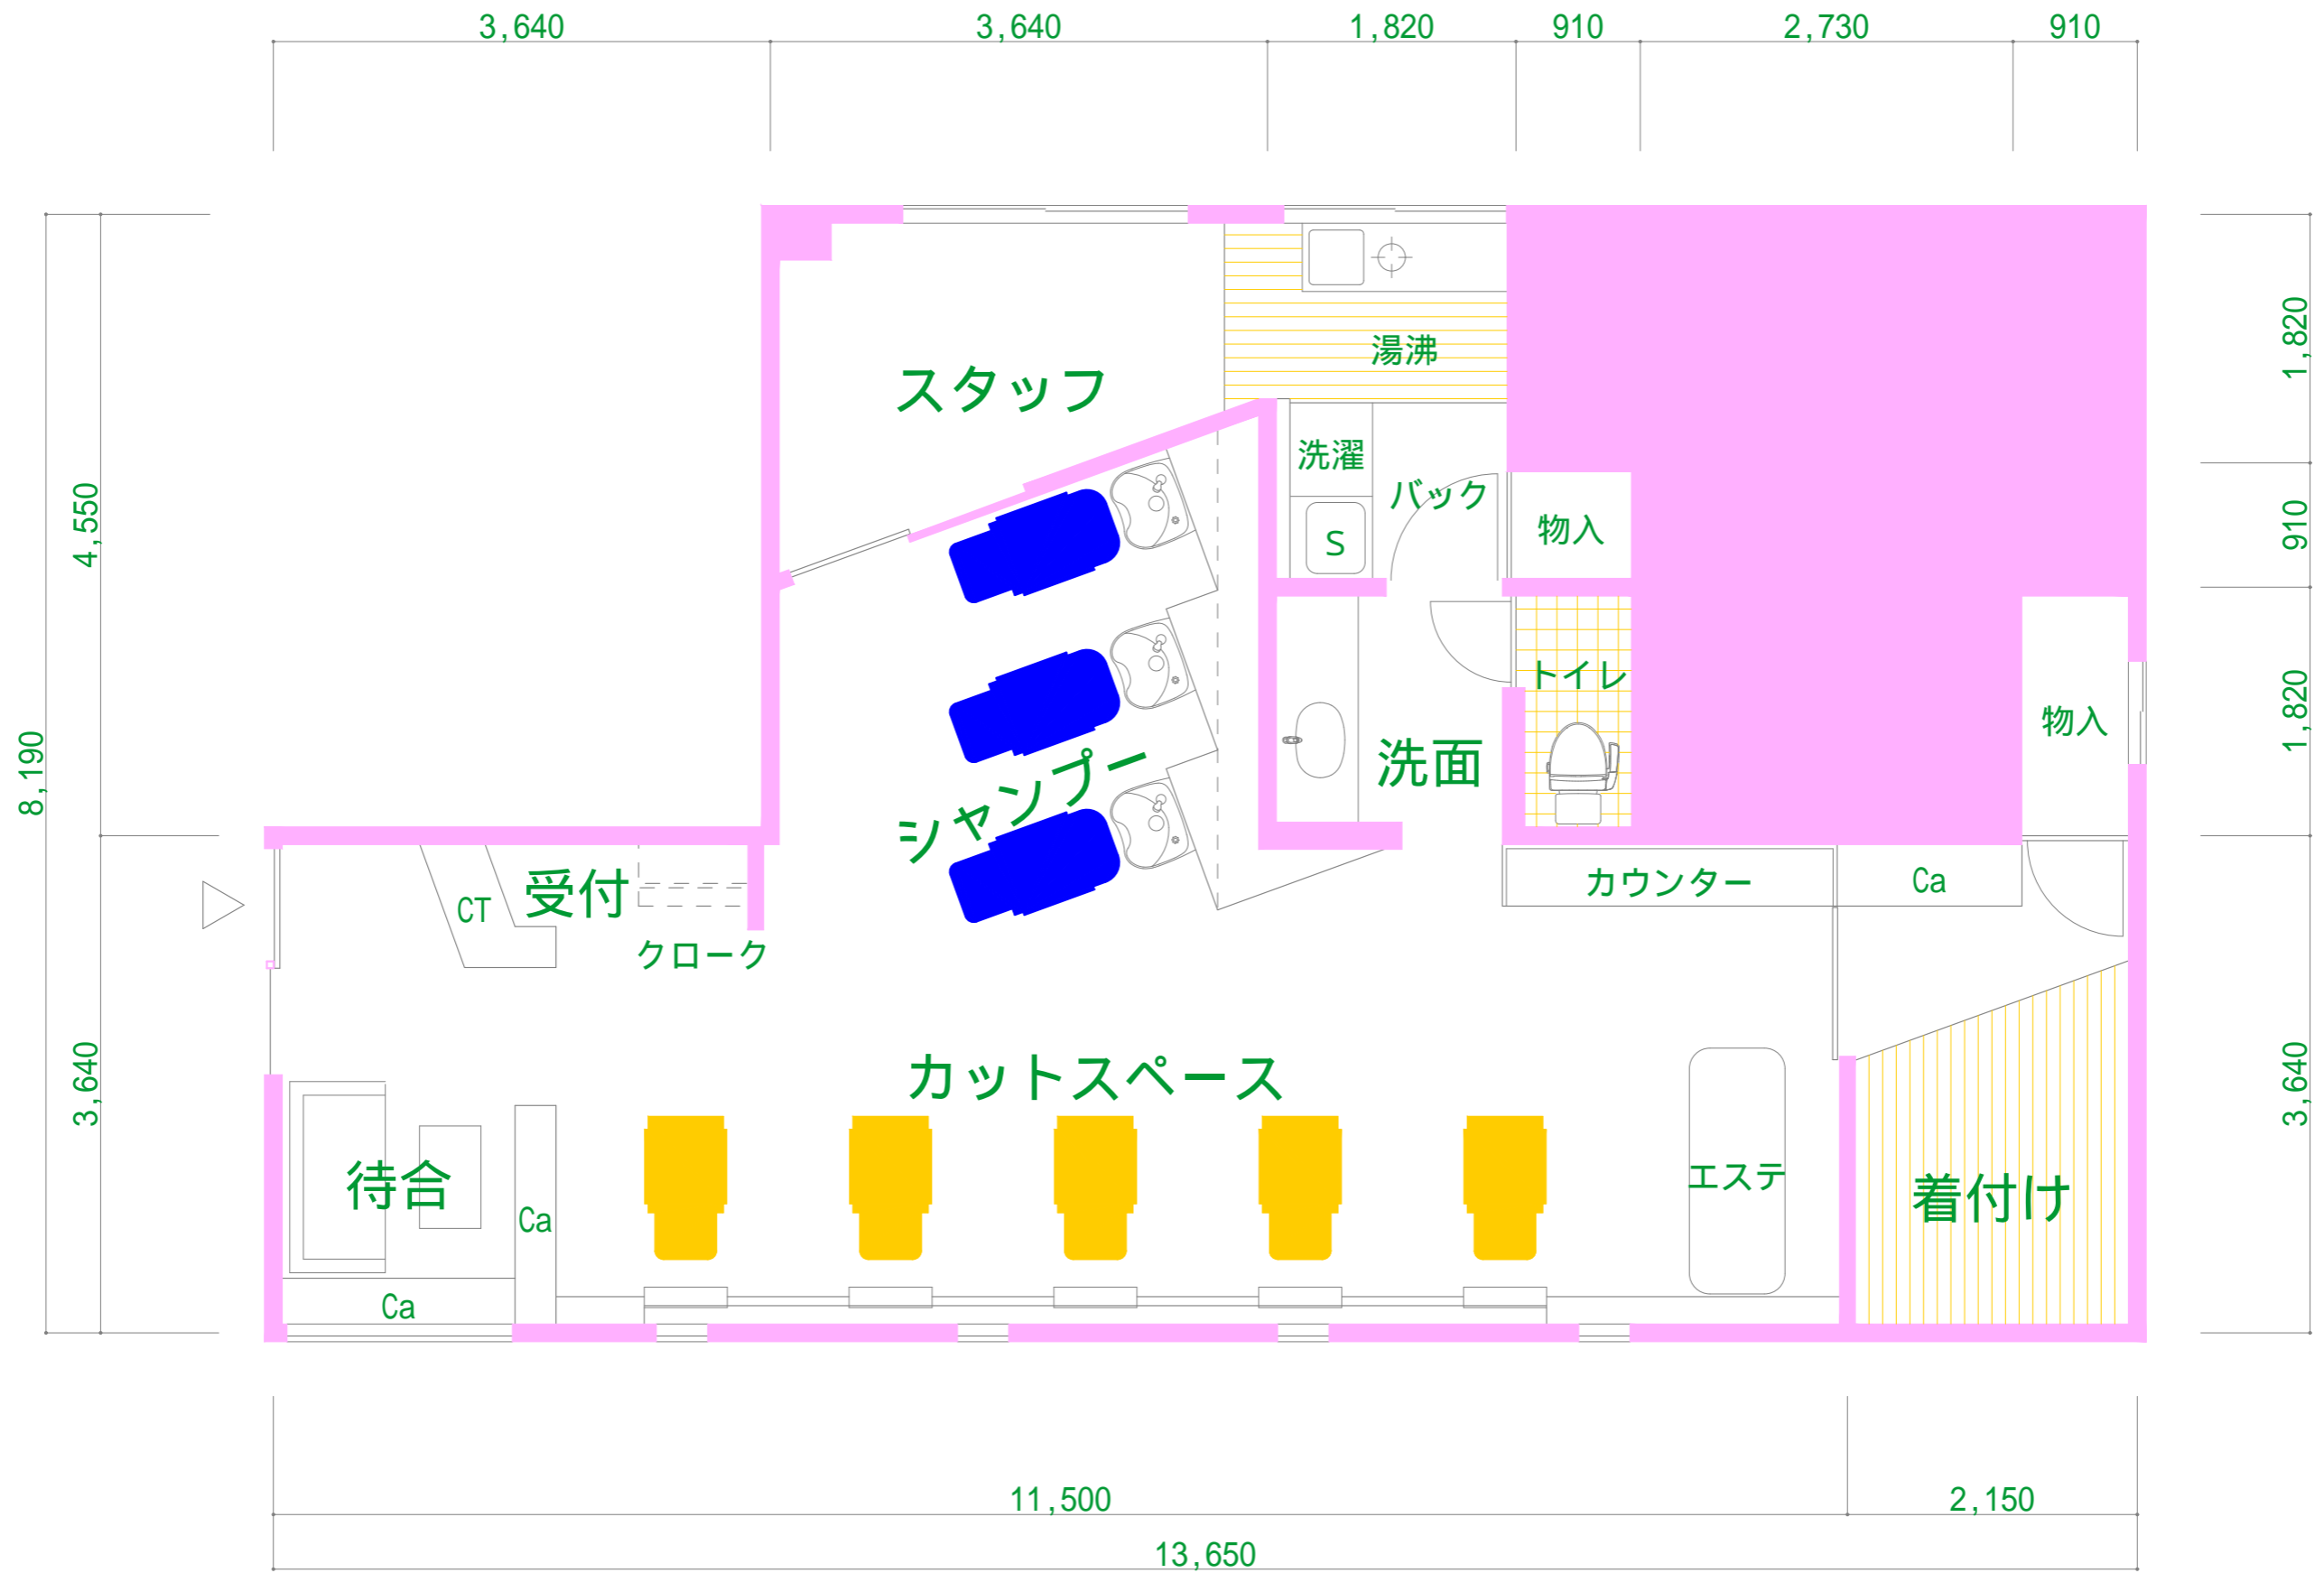 3,640
3,640
1,820
910
2,730
910
8,190
4,550
3,640
1,820
910
1,820
3,640
スタッフ
湯沸
洗濯
バック
S
物入
トイレ
物入
洗面
シャンプー
受付
CT
クローク
カウンター
Ca
カットスペース
待合
Ca
Ca
エステ
着付け
11,500
2,150
13,650